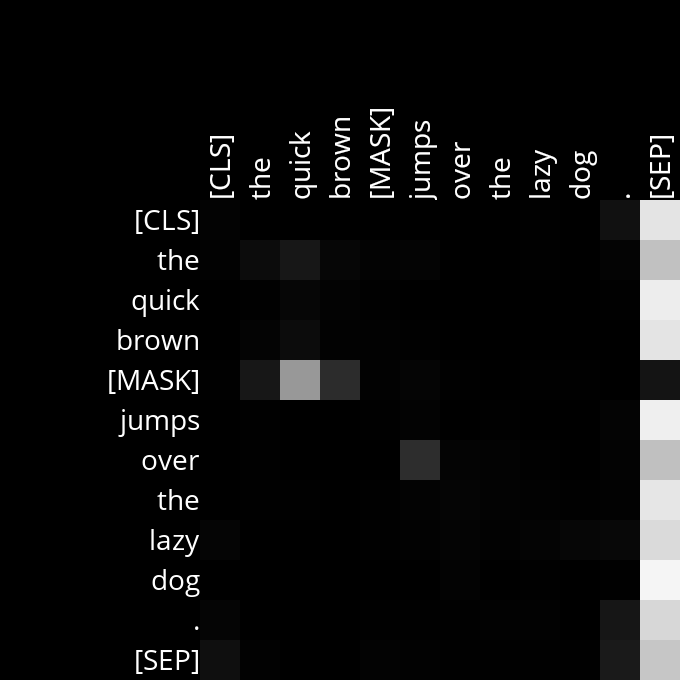 [CLS] the quick brown [MASK] jumps over the lazy dog . [SEP]
[CLS]
the
quick
brown
[MASK]
jumps
over
the
lazy
dog
.
[SEP]